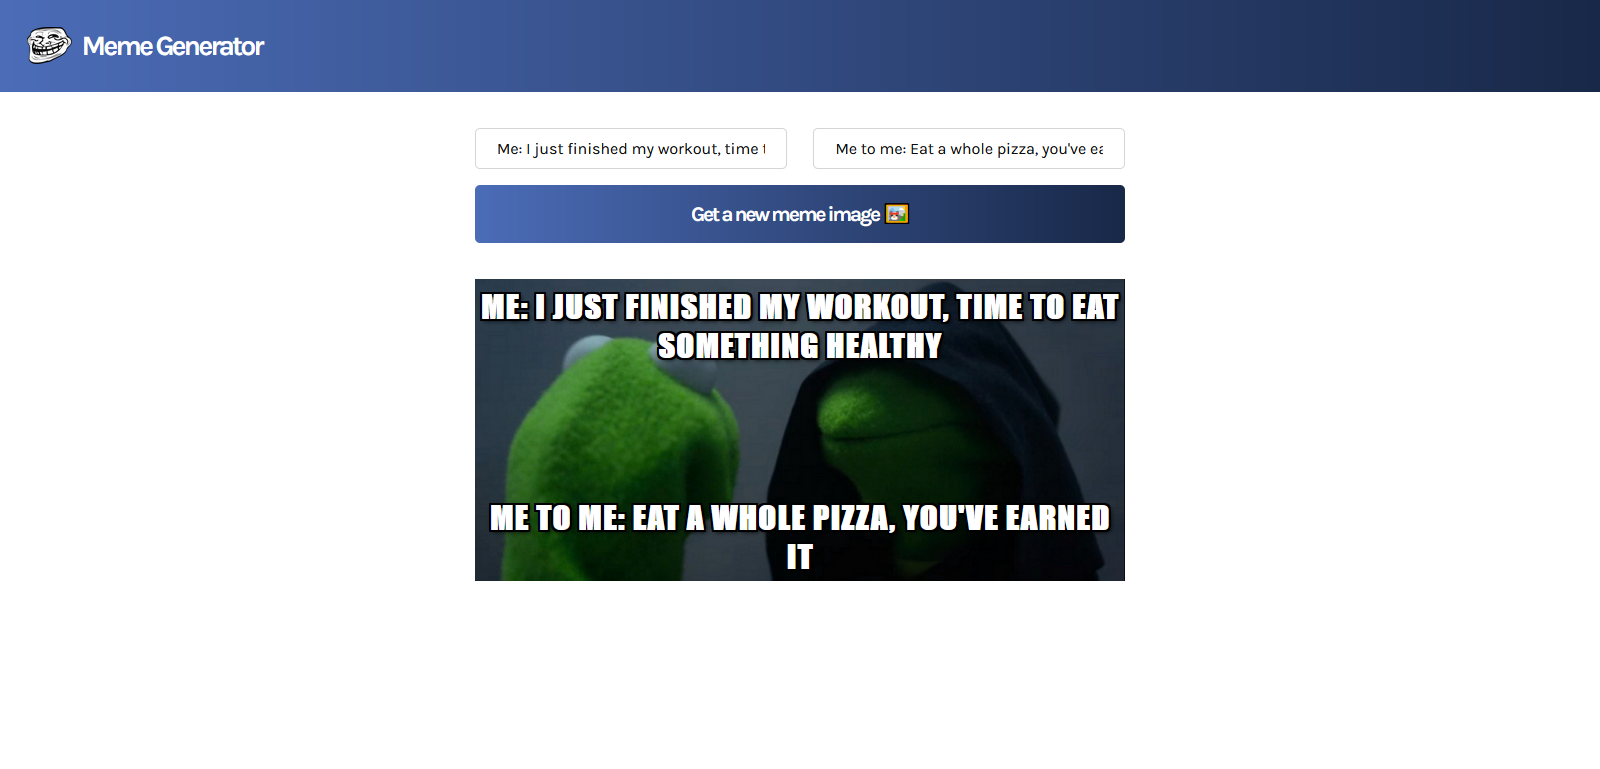 Meme Generator
Me: I just finished my workout, time
Me to me: Eat a whole pizza, you've
Get a new meme image
ME: I JUST FINISHED MY WORKOUT, TIME TO EAT
SOMETHING HEALTHY
ME TO ME: EAT A WHOLE PIZZA, YOU'VE EARNED
IT